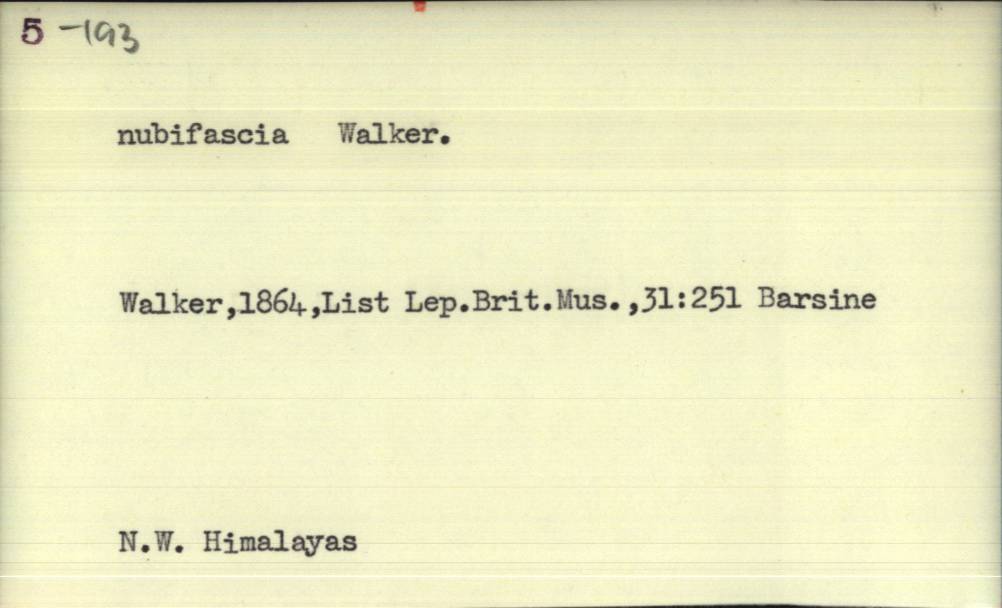 5 -193
nubifascia Walker.
Walker,1864,List Lep.Brit.Mus.,31:251 Barsine
N.W. Himalayas